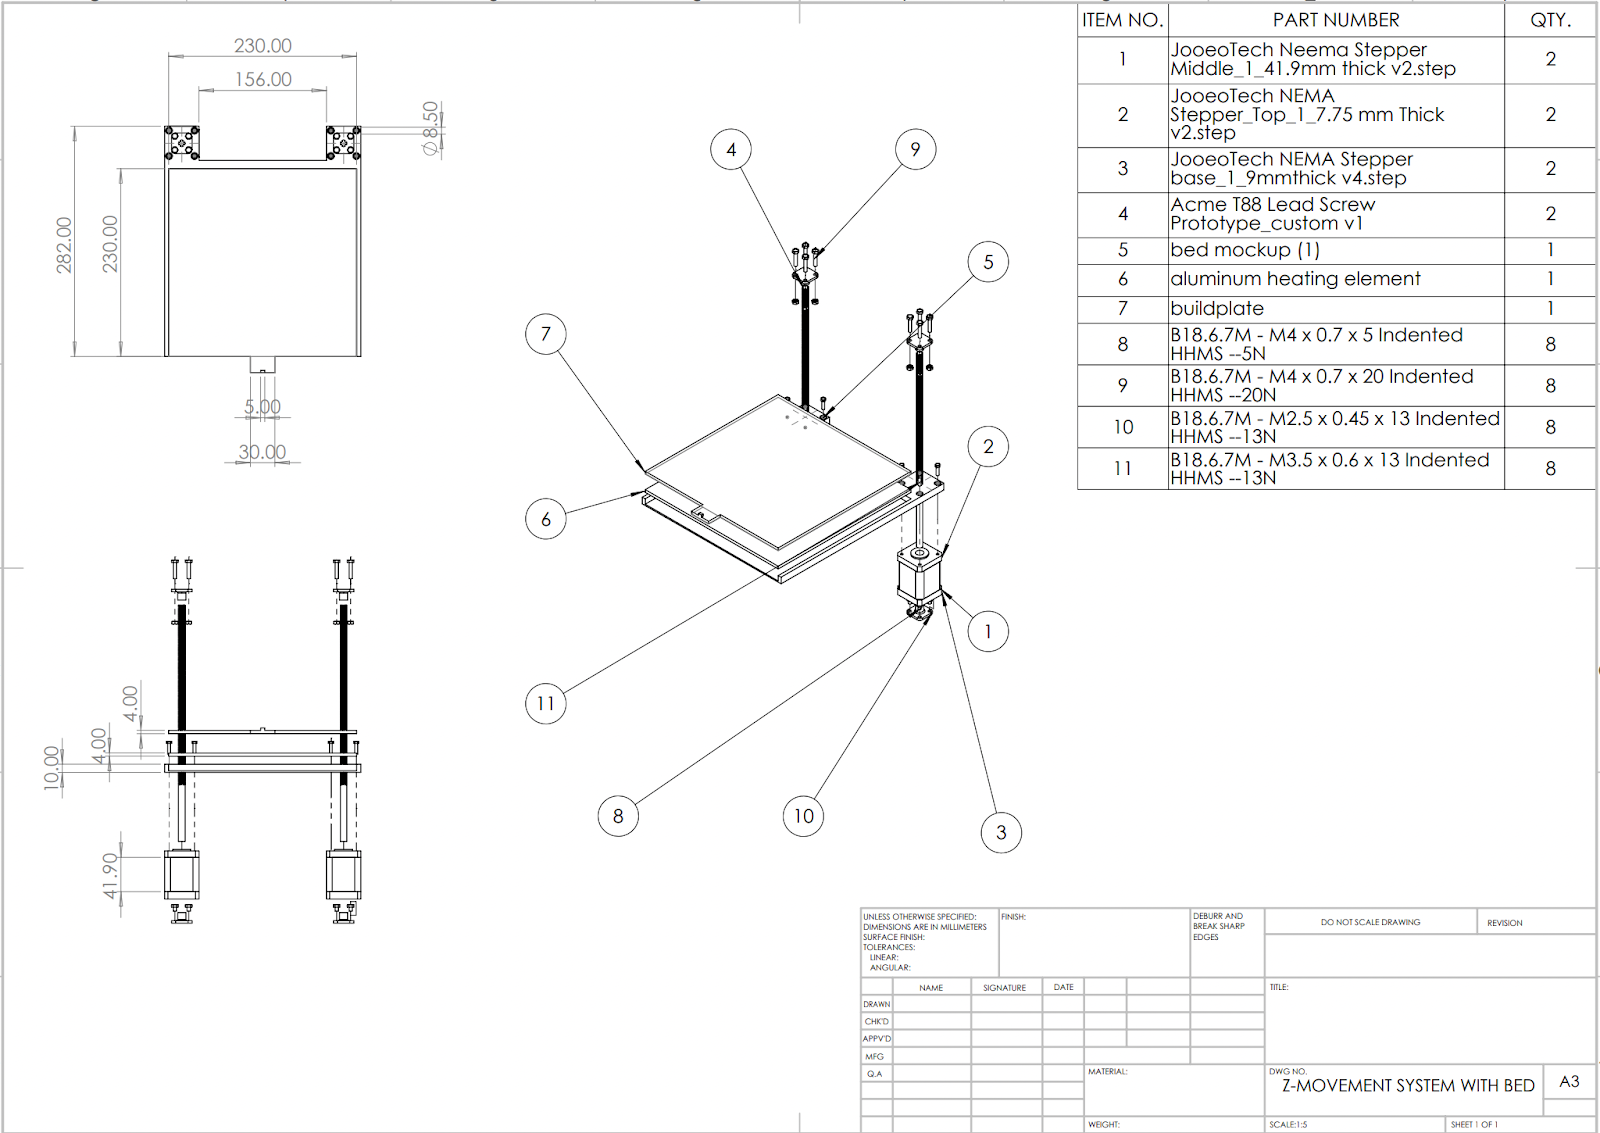 ITEM NO. PART NUMBER QTY.
1 JooeoTech Neema Stepper
Middle_1_41.9mm thick v2.step 2
2 JooeoTech NEMA
Stepper_Top_1_7.75 mm Thick
v2.step 2
3 JooeoTech NEMA Stepper
base_1_9mmthick v4.step 2
4 Acme T88 Lead Screw
Prototype_custom v1 2
5 bed mockup (1) 1
6 aluminum heating element 1
7 buildplate 1
8 B18.6.7M - M4 x 0.7 x 5 Indented
HHMS --5N 8
9 B18.6.7M - M4 x 0.7 x 20 Indented
HHMS --20N 8
10 B18.6.7M - M2.5 x 0.45 x 13 Indented
HHMS --13N 8
11 B18.6.7M - M3.5 x 0.6 x 13 Indented
HHMS --13N 8
230.00
156.00
Ø 8.50
282.00
230.00
5.00
30.00
4.00
4.00
10.00
41.90
4
9
5
7
2
6
1
11
8
10
3
UNLESS OTHERWISE SPECIFIED:
DIMENSIONS ARE IN MILLIMETERS
SURFACE FINISH:
TOLERANCES:
LINEAR:
ANGULAR:
FINISH:
DEBURR AND
BREAK SHARP
EDGES
DO NOT SCALE DRAWING
REVISION
NAME SIGNATURE DATE
DRAWN
CHK'D
APPV'D
MFG
Q.A
TITLE:
MATERIAL:
DWG NO.
Z-MOVEMENT SYSTEM WITH BED
A3
WEIGHT:
SCALE:1:5
SHEET 1 OF 1